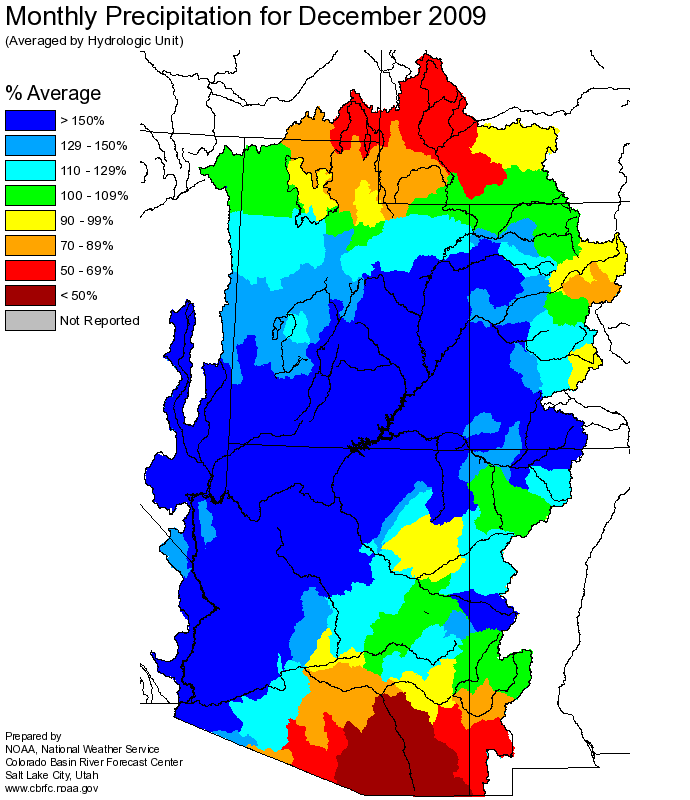 Monthly Precipitation for December 2009
(Averaged by Hydrologic Unit)
% Average
> 150%
129 - 150%
110 - 129%
100 - 109%
90 - 99%
70 - 89%
50 - 69%
< 50%
Not Reported
Prepared by
NOAA, National Weather Service
Colorado Basin River Forecast Center
Salt Lake City, Utah
www.cbrfc.noaa.gov